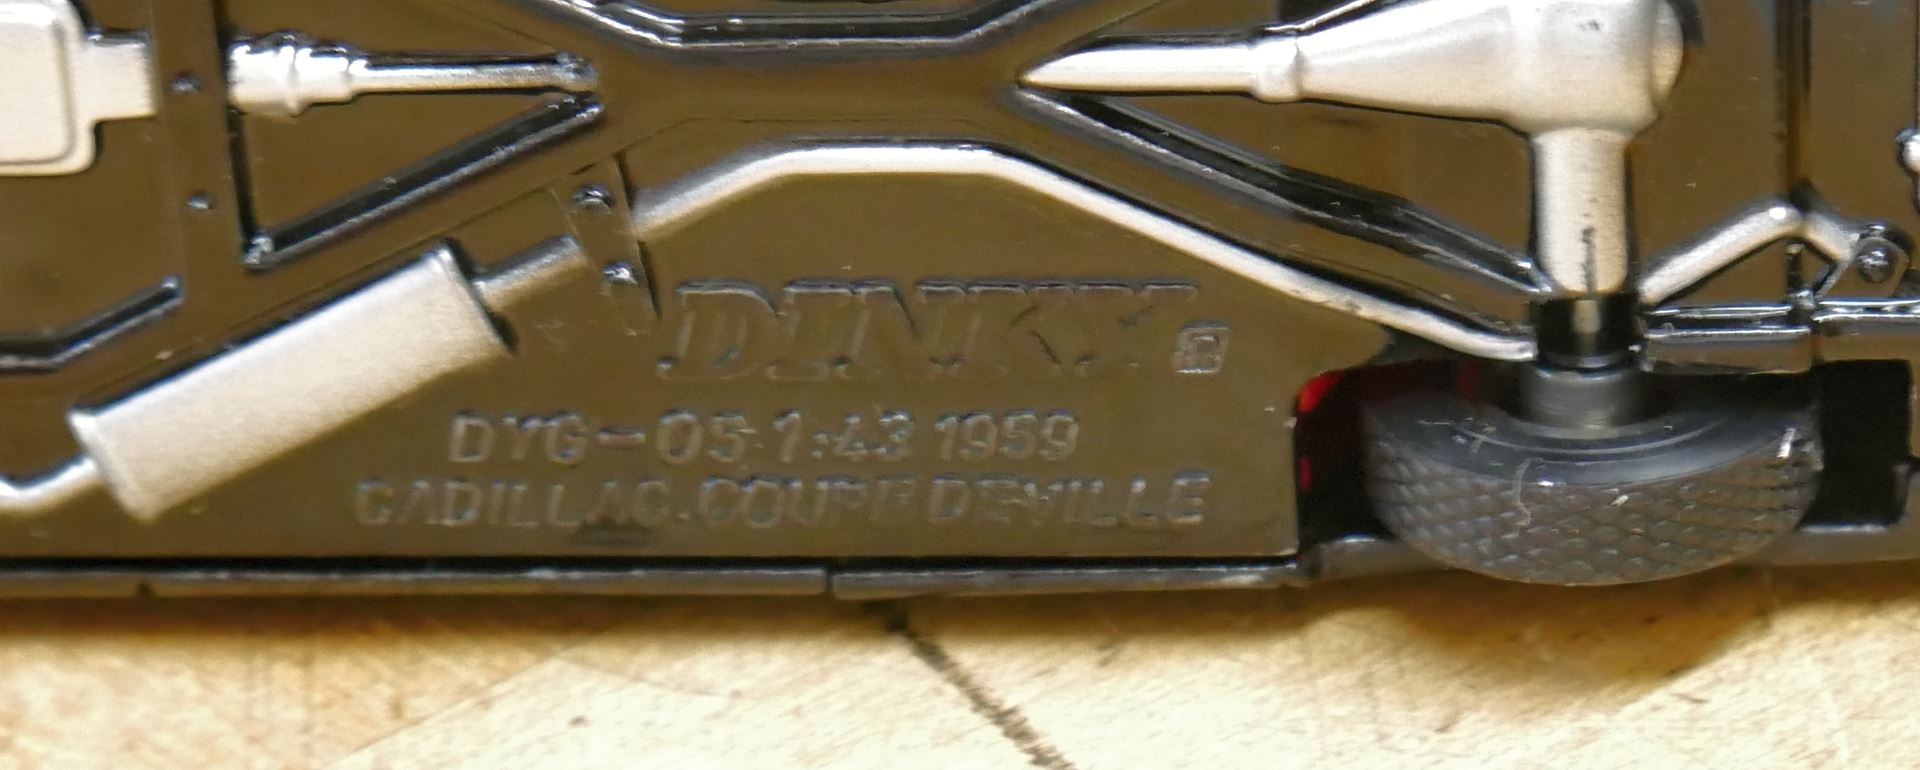 DINKY
DYG-05 1:43 1959
CADILLAC.COUPE DEVILLE